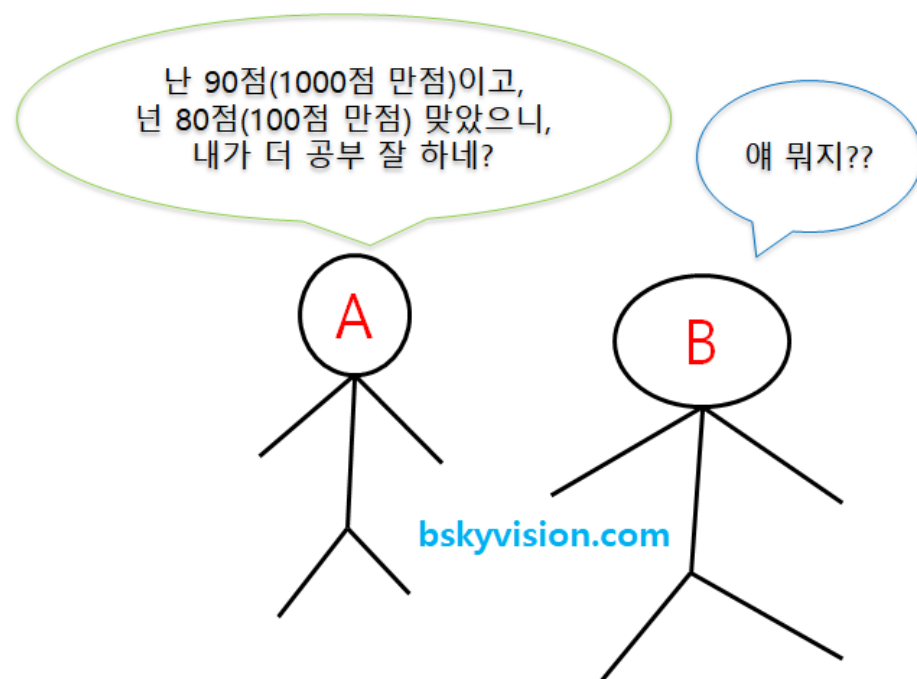 난 90점(1000점 만점)이고,
넌 80점(100점 만점) 맞았으니,
내가 더 공부 잘 하네?
얘 뭐지??
A
B
bskyvision.com